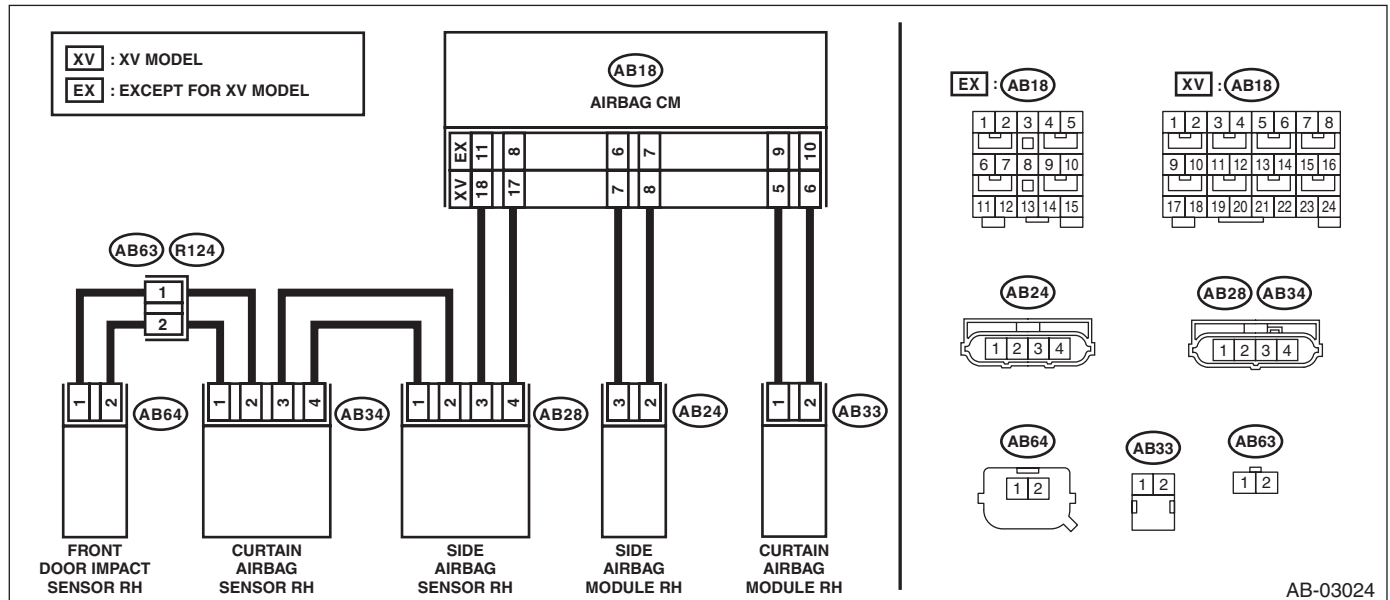 XV : XV MODEL
EX : EXCEPT FOR XV MODEL
AB18
AIRBAG CM
EX 11 8 6 7 9 10
XV 18 17 7 8 5 6
AB63 R124
1
2
1 2 AB64
1 2 3 4 AB34
1 2 3 4 AB28
3 2 AB24
1 2 AB33
FRONT
DOOR IMPACT
SENSOR RH
CURTAIN
AIRBAG
SENSOR RH
SIDE
AIRBAG
SENSOR RH
SIDE
AIRBAG
MODULE RH
CURTAIN
AIRBAG
MODULE RH
EX : AB18
1 2 3 4 5
6 7 8 9 10
11 12 13 14 15
XV : AB18
1 2 3 4 5 6 7 8
9 10 11 12 13 14 15 16
17 18 19 20 21 22 23 24
AB24
1 2 3 4
AB28 AB34
1 2 3 4
AB64
1 2
AB33
1 2
AB63
1 2
AB-03024